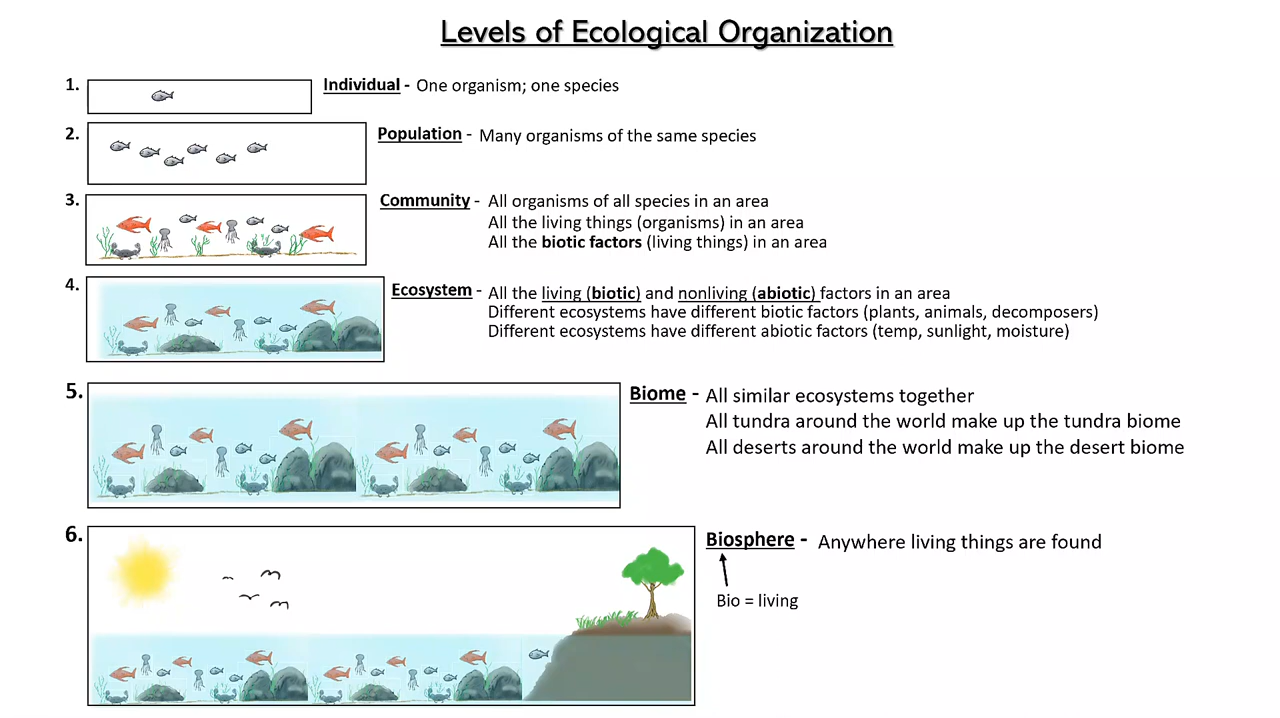 Levels of Ecological Organization
1. Individual - One organism; one species
2. Population - Many organisms of the same species
3. Community - All organisms of all species in an area
All the living things (organisms) in an area
All the biotic factors (living things) in an area
4. Ecosystem - All the living (biotic) and nonliving (abiotic) factors in an area
Different ecosystems have different biotic factors (plants, animals, decomposers)
Different ecosystems have different abiotic factors (temp, sunlight, moisture)
5. Biome - All similar ecosystems together
All tundra around the world make up the tundra biome
All deserts around the world make up the desert biome
6. Biosphere - Anywhere living things are found
Bio = living